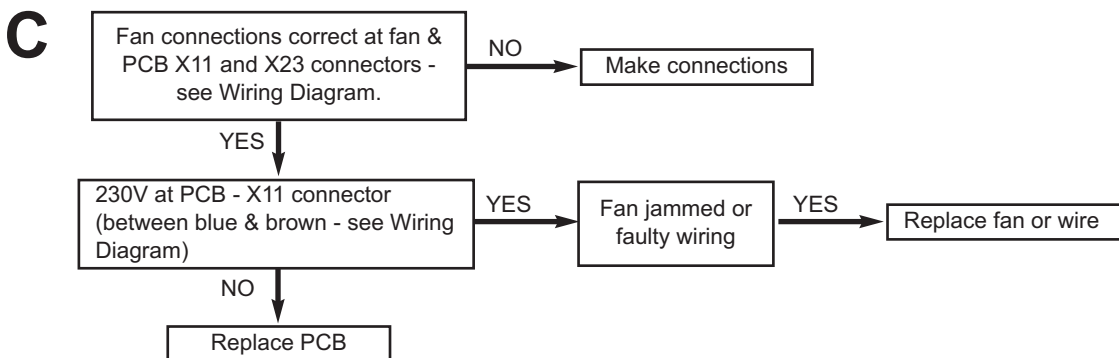 C
Fan connections correct at fan &
PCB X11 and X23 connectors -
see Wiring Diagram.
NO
Make connections
YES
230V at PCB - X11 connector
(between blue & brown - see Wiring
Diagram)
YES
Fan jammed or
faulty wiring
YES
Replace fan or wire
NO
Replace PCB